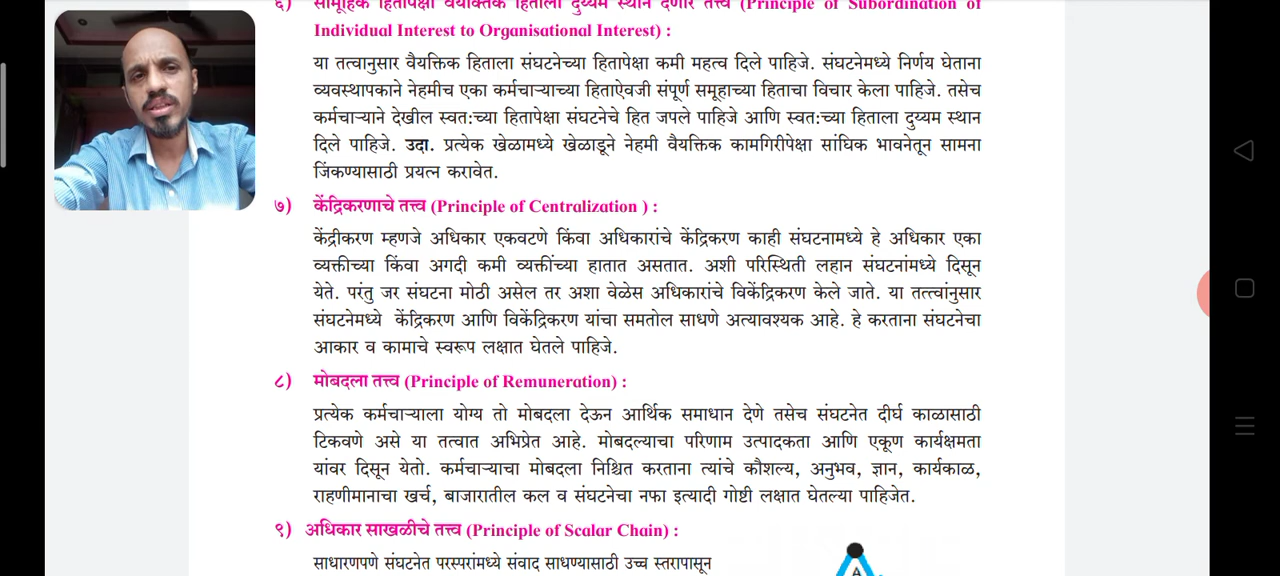 ६) सामूहिक हितापेक्षा वैयक्तिक हिताला दुय्यम स्थान देणारे तत्त्व (Principle of Subordination of
Individual Interest to Organisational Interest) :
या तत्वानुसार वैयक्तिक हिताला संघटनेच्या हितापेक्षा कमी महत्व दिले पाहिजे. संघटनेमध्ये निर्णय घेताना
व्यवस्थापकाने नेहमीच एका कर्मचाऱ्याच्या हिताऐवजी संपूर्ण समूहाच्या हिताचा विचार केला पाहिजे. तसेच
कर्मचाऱ्याने देखील स्वतःच्या हितापेक्षा संघटनेचे हित जपले पाहिजे आणि स्वतःच्या हिताला दुय्यम स्थान
दिले पाहिजे. उदा. प्रत्येक खेळामध्ये खेळाडूने नेहमी वैयक्तिक कामगिरीपेक्षा सांघिक भावनेतून सामना
जिंकण्यासाठी प्रयत्न करावेत.
७) केंद्रिकरणाचे तत्त्व (Principle of Centralization ) :
केंद्रीकरण म्हणजे अधिकार एकवटणे किंवा अधिकारांचे केंद्रिकरण काही संघटनामध्ये हे अधिकार एका
व्यक्तीच्या किंवा अगदी कमी व्यक्तींच्या हातात असतात. अशी परिस्थिती लहान संघटनांमध्ये दिसून
येते. परंतु जर संघटना मोठी असेल तर अशा वेळेस अधिकारांचे विकेंद्रिकरण केले जाते. या तत्त्वांनुसार
संघटनेमध्ये केंद्रिकरण आणि विकेंद्रिकरण यांचा समतोल साधणे अत्यावश्यक आहे. हे करताना संघटनेचा
आकार व कामाचे स्वरूप लक्षात घेतले पाहिजे.
८) मोबदला तत्त्व (Principle of Remuneration) :
प्रत्येक कर्मचाऱ्याला योग्य तो मोबदला देऊन आर्थिक समाधान देणे तसेच संघटनेत दीर्घ काळासाठी
टिकवणे असे या तत्वात अभिप्रेत आहे. मोबदल्याचा परिणाम उत्पादकता आणि एकूण कार्यक्षमता
यांवर दिसून येतो. कर्मचाऱ्याचा मोबदला निश्चित करताना त्यांचे कौशल्य, अनुभव, ज्ञान, कार्यकाळ,
राहणीमानाचा खर्च, बाजारातील कल व संघटनेचा नफा इत्यादी गोष्टी लक्षात घेतल्या पाहिजेत.
९) अधिकार साखळीचे तत्त्व (Principle of Scalar Chain) :
साधारणपणे संघटनेत परस्परांमध्ये संवाद साधण्यासाठी उच्च स्तरापासून
A